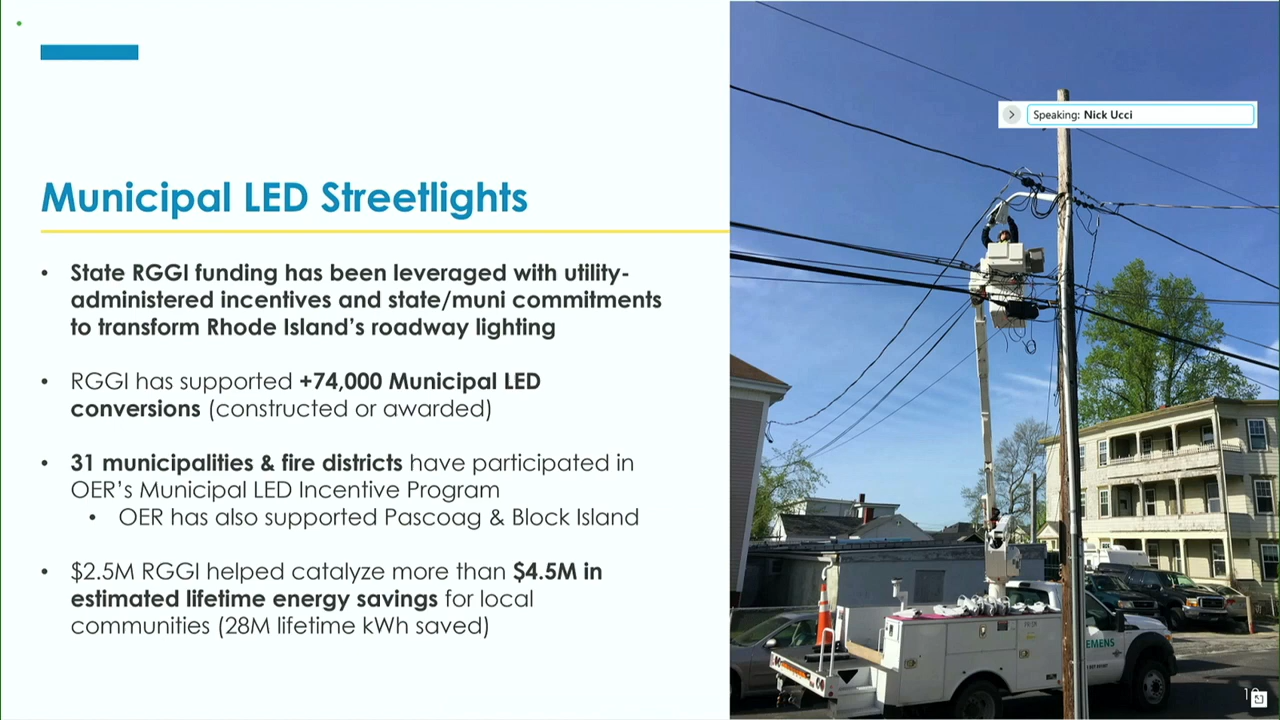 Speaking: Nick Ucci
Municipal LED Streetlights
• State RGGI funding has been leveraged with utility-
administered incentives and state/muni commitments
to transform Rhode Island’s roadway lighting
• RGGI has supported +74,000 Municipal LED
conversions (constructed or awarded)
• 31 municipalities & fire districts have participated in
OER’s Municipal LED Incentive Program
• OER has also supported Pascoag & Block Island
• $2.5M RGGI helped catalyze more than $4.5M in
estimated lifetime energy savings for local
communities (28M lifetime kWh saved)
EMENS